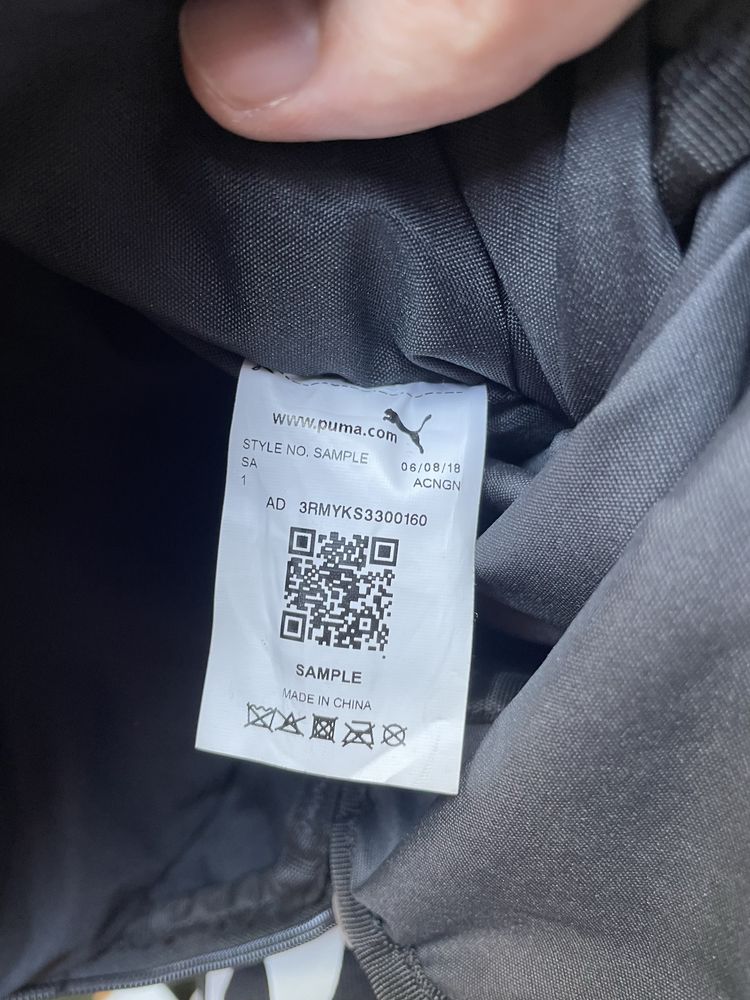 www.puma.com
STYLE NO. SAMPLE 06/08/18
SA ACNGN
1
AD 3RMYKS3300160
SAMPLE
MADE IN CHINA